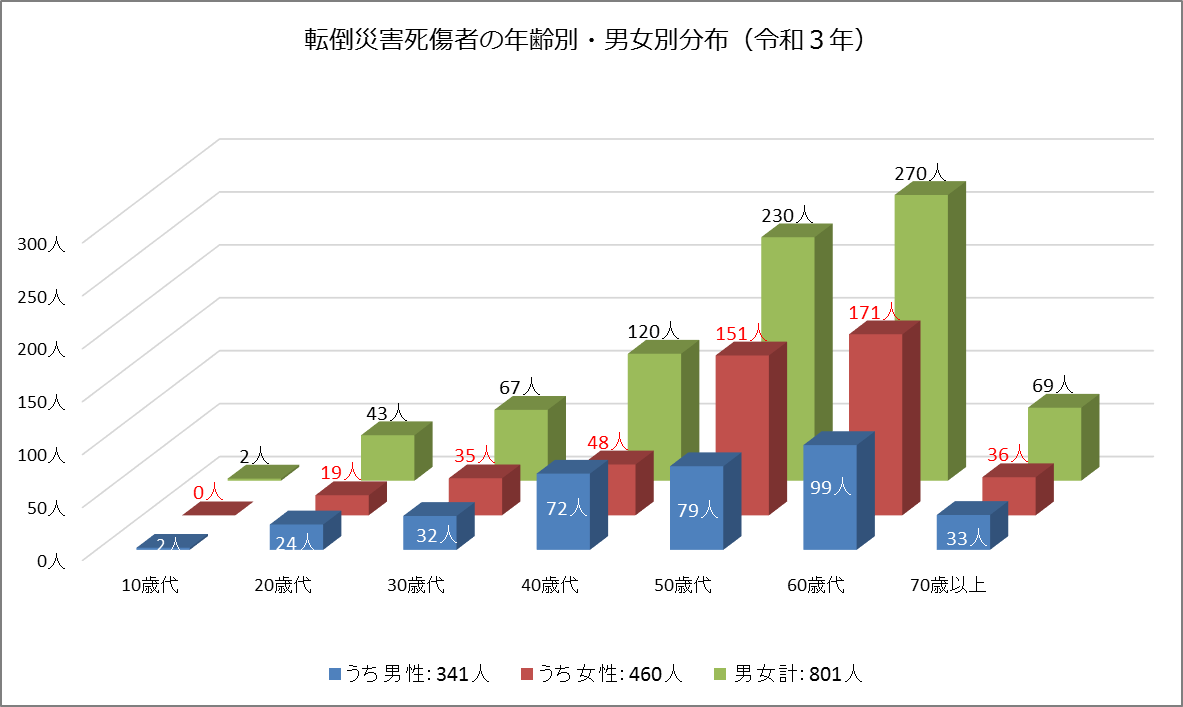 転倒災害死傷者の年齢別・男女別分布（令和３年）
300人
250人
200人
150人
100人
50人
0人
270人
230人
171人
151人
120人
69人
67人
43人
2人
48人
35人
36人
19人
0人
99人
72人
79人
32人
33人
24人
2人
10歳代
20歳代
30歳代
40歳代
50歳代
60歳代
70歳以上
うち男性：341人
うち女性：460人
男女計：801人